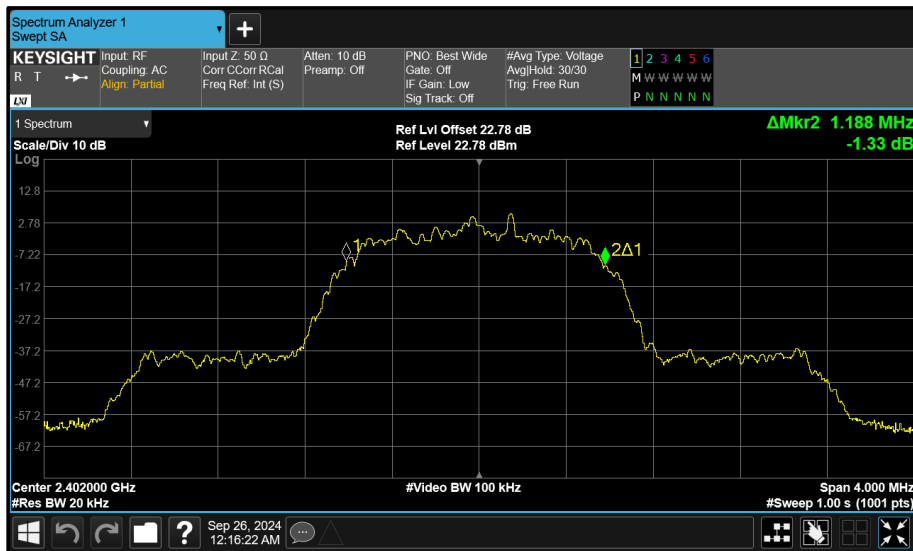 Spectrum Analyzer 1
Swept SA
KEYSIGHT
R T
LXI
Input: RF
Coupling: AC
Align: Partial
Input Z: 50 Ω
Corr CCorr RCal
Freq Ref: Int (S)
Atten: 10 dB
Preamp: Off
PNO: Best Wide
Gate: Off
IF Gain: Low
Sig Track: Off
#Avg Type: Voltage
Avg|Hold: 30/30
Trig: Free Run
1 2 3 4 5 6
M W W W W W
P N N N N N
1 Spectrum
Scale/Div 10 dB
Ref Lvl Offset 22.78 dB
Ref Level 22.78 dBm
ΔMkr2 1.188 MHz
-1.33 dB
Log
12.8
2.78
-7.22
-17.2
-27.2
-37.2
-47.2
-57.2
-67.2
1
2Δ1
Center 2.402000 GHz
#Video BW 100 kHz
Span 4.000 MHz
#Res BW 20 kHz
#Sweep 1.00 s (1001 pts)
?
Sep 26, 2024
12:16:22 AM